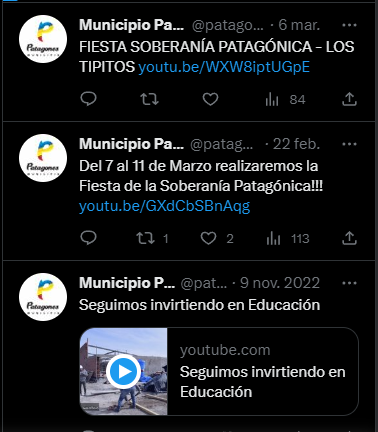 Municipio Pa... @patago... · 6 mar.
FIESTA SOBERANÍA PATAGÓNICA - LOS
TIPITOS youtu.be/WXW8iptUGpE
84
Patagones
MUNICIPIO
Municipio Pa... @patag... · 22 feb.
Del 7 al 11 de Marzo realizaremos la
Fiesta de la Soberanía Patagónica!!!
youtu.be/GXdCbSBnAqg
1 2 113
Patagones
MUNICIPIO
Municipio P... @pat... · 9 nov. 2022
Seguimos invirtiendo en Educación
Patagones
MUNICIPIO
youtube.com
Seguimos invirtiendo en
Educación